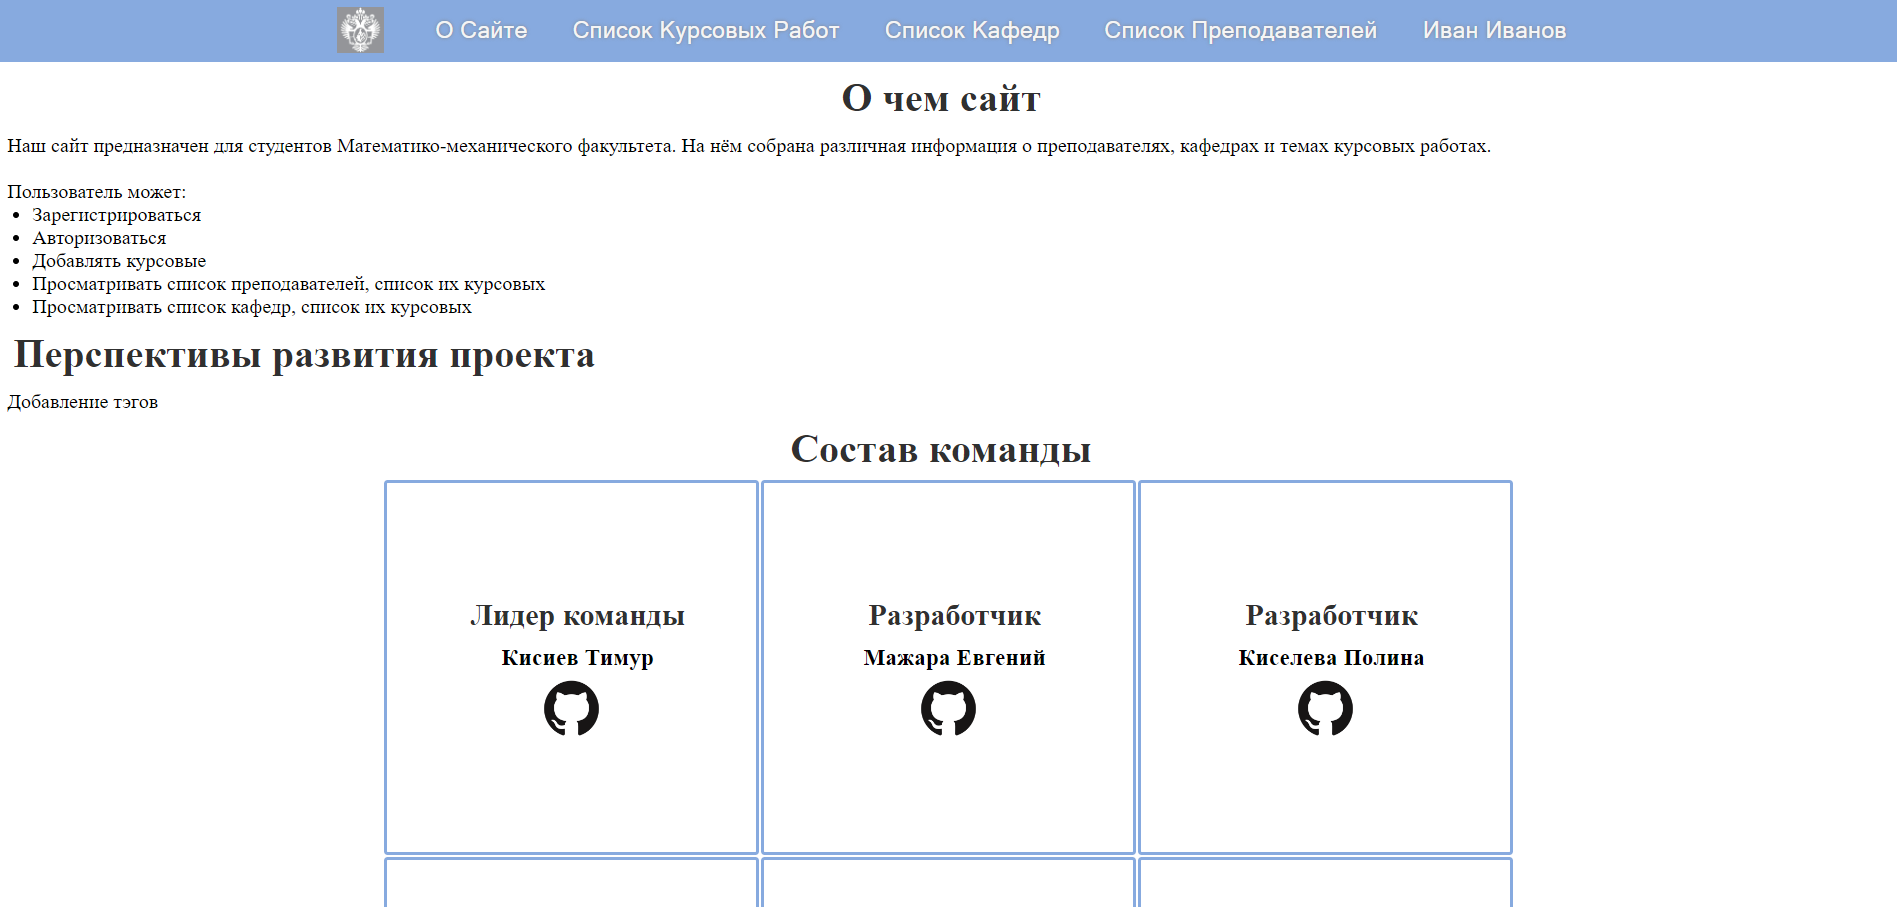 О Сайте Список Курсовых Работ Список Кафедр Список Преподавателей Иван Иванов
О чем сайт
Наш сайт предназначен для студентов Математико-механического факультета. На нём собрана различная информация о преподавателях, кафедрах и темах курсовых работах.
Пользователь может:
• Зарегистрироваться
• Авторизоваться
• Добавлять курсовые
• Просматривать список преподавателей, список их курсовых
• Просматривать список кафедр, список их курсовых
Перспективы развития проекта
Добавление тэгов
Состав команды
Лидер команды
Кисиев Тимур
Разработчик
Мажара Евгений
Разработчик
Киселева Полина